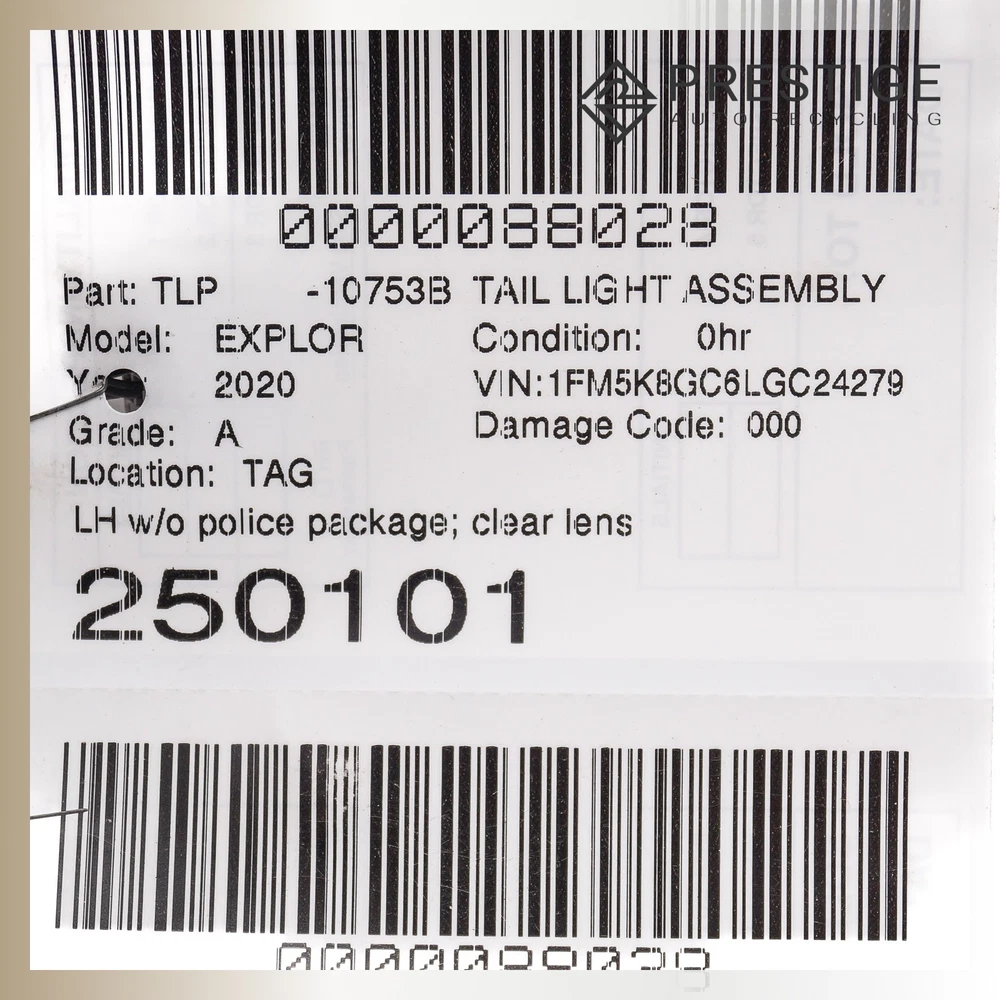 PRESTIGE
AUTO RECYCLING
0000088028
Part: TLP -10753B TAIL LIGHT ASSEMBLY
Model: EXPLOR Condition: 0hr
2020 VIN:1FM5K8GC6LGC24279
Grade: A Damage Code: 000
Location: TAG
LH w/o police package; clear lens
250101